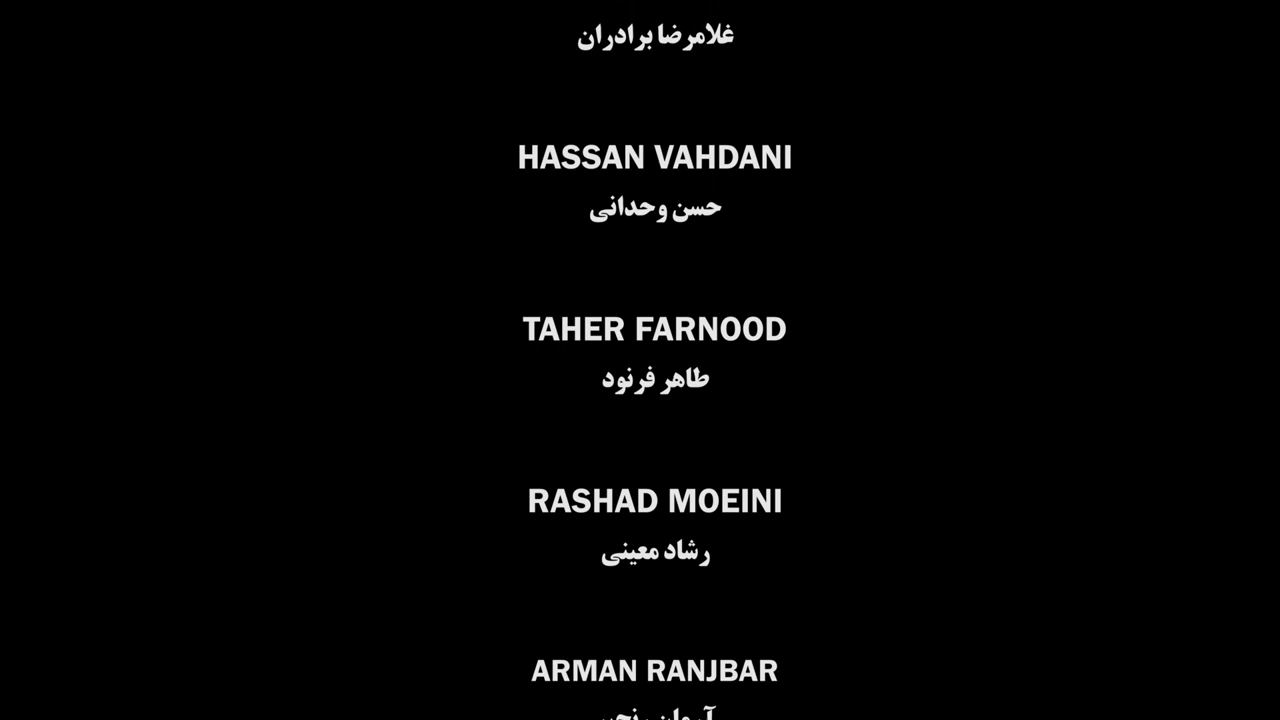 غلامرضا برادران
HASSAN VAHDANI
حسن وحدانی
TAHER FARNOOD
طاهر فرنود
RASHAD MOEINI
رشاد معینی
ARMAN RANJBAR